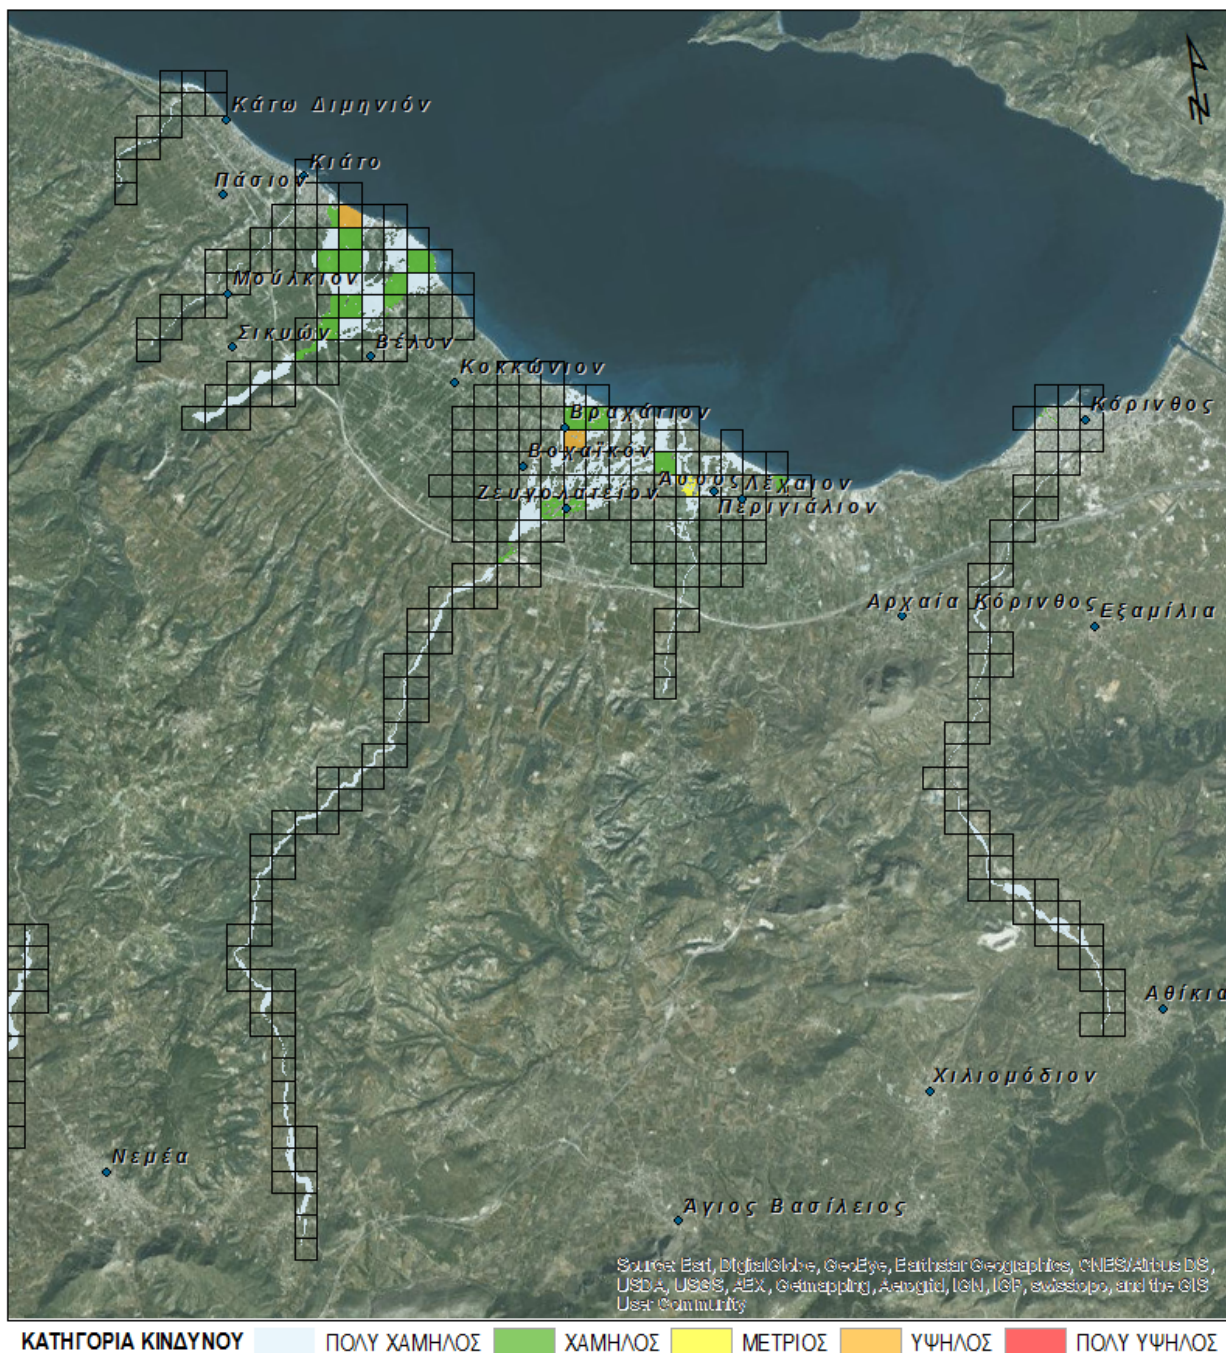 Κάτω Διμηνιόν
Κιάτο
Πάσιον
Μούλκιον
Σικυών
Βέλον
Κοκκώνιον
Βραχάτιον
Κόρινθος
Βοχαϊκόν
Άσσος
Λέχαιον
Ζευγολατειόν
Περιγιάλιον
Αρχαία Κόρινθος
Εξαμίλια
Αθίκια
Χιλιομόδιον
Νεμέα
Άγιος Βασίλειος
Source: Esri, DigitalGlobe, GeoEye, Earthstar Geographics, CNES/Airbus DS,
USDA, USGS, AEX, Getmapping, Aerogrid, IGN, IGP, swisstopo, and the GIS
User Community
ΚΑΤΗΓΟΡΙΑ ΚΙΝΔΥΝΟΥ ΠΟΛΥ ΧΑΜΗΛΟΣ ΧΑΜΗΛΟΣ ΜΕΤΡΙΟΣ ΥΨΗΛΟΣ ΠΟΛΥ ΥΨΗΛΟΣ